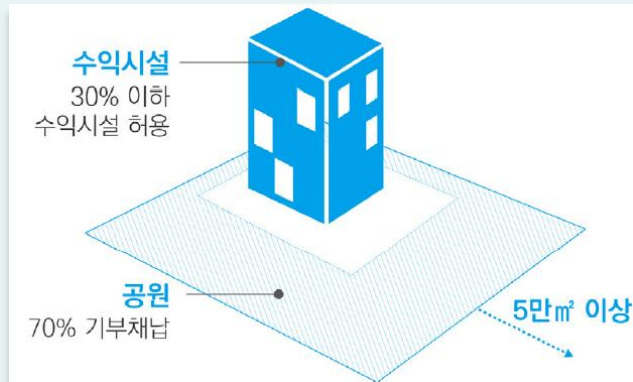 수익시설
30% 이하
수익시설 허용
공원
70% 기부채납
5만㎡ 이상